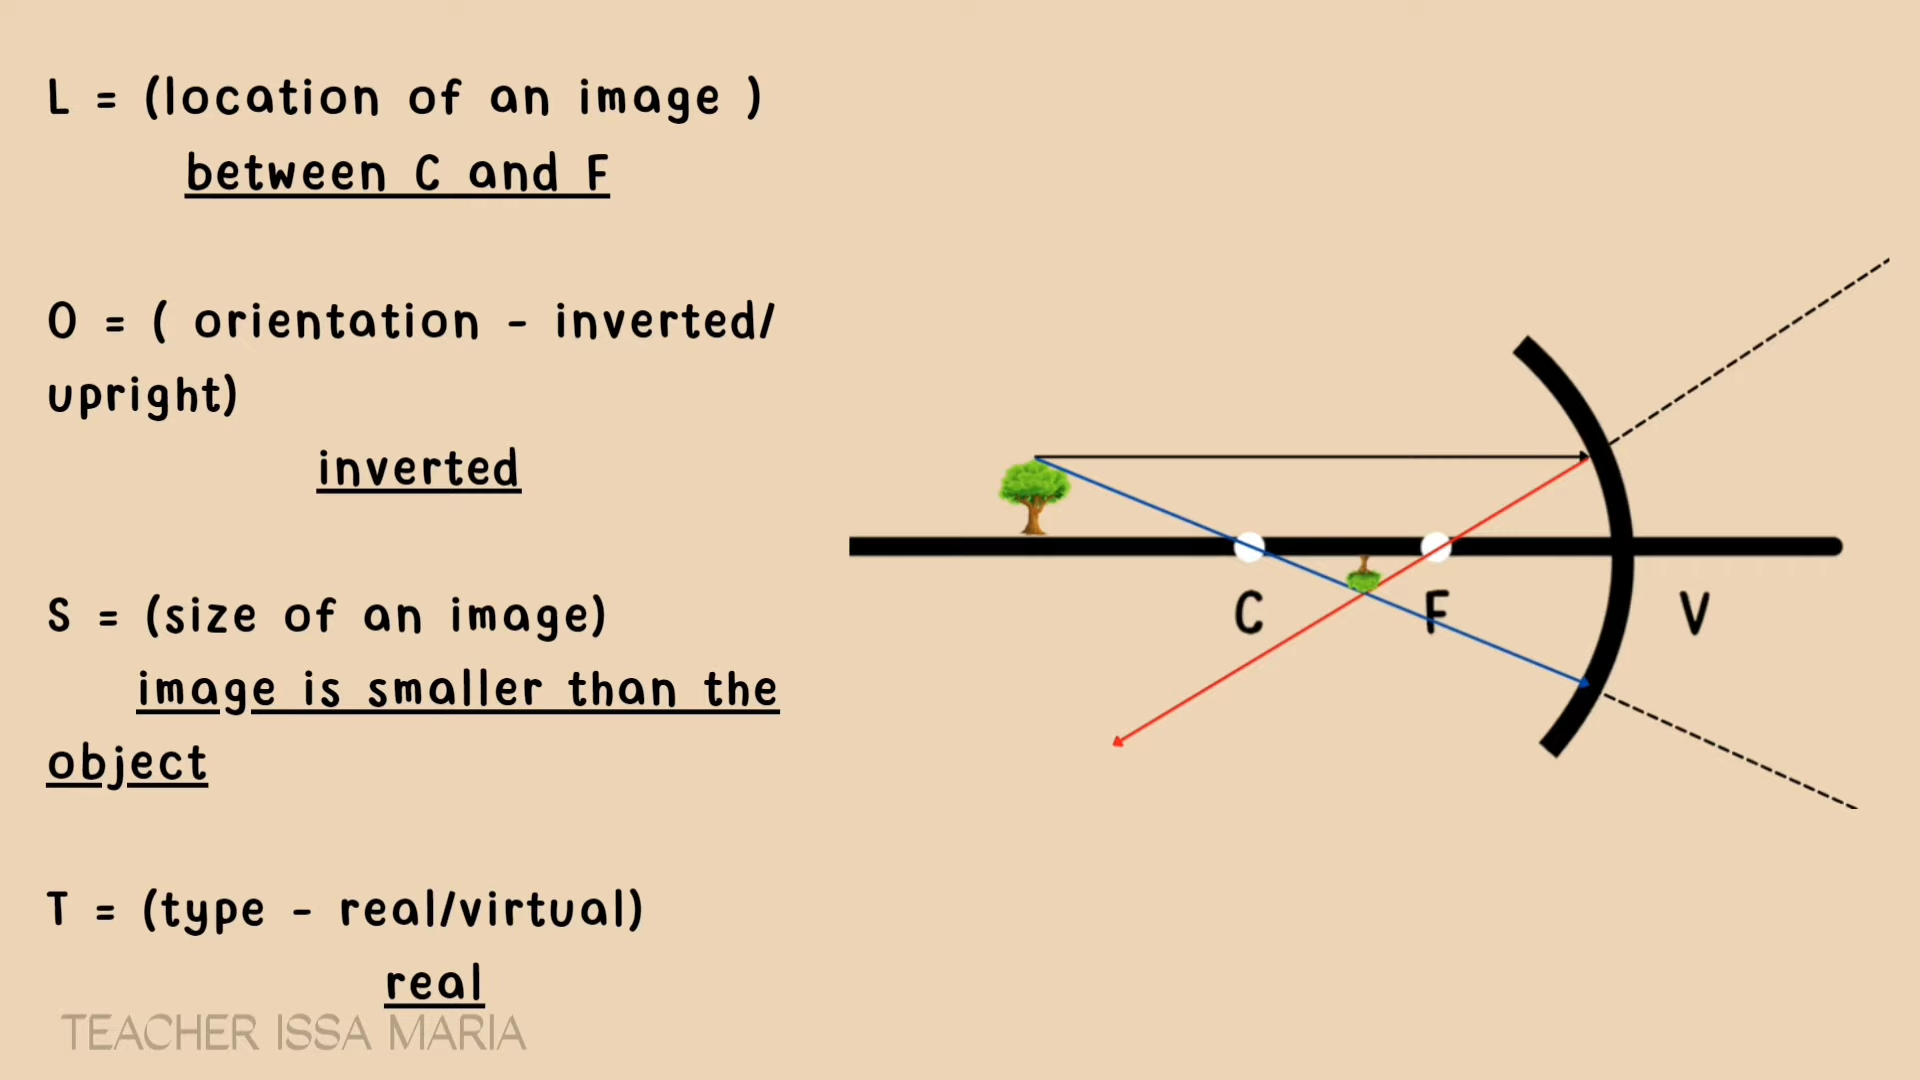 L = (location of an image )
between C and F
O = ( orientation - inverted/
upright)
inverted
S = (size of an image)
image is smaller than the
object
T = (type - real/virtual)
real
TEACHER ISSA MARIA
C
F
V